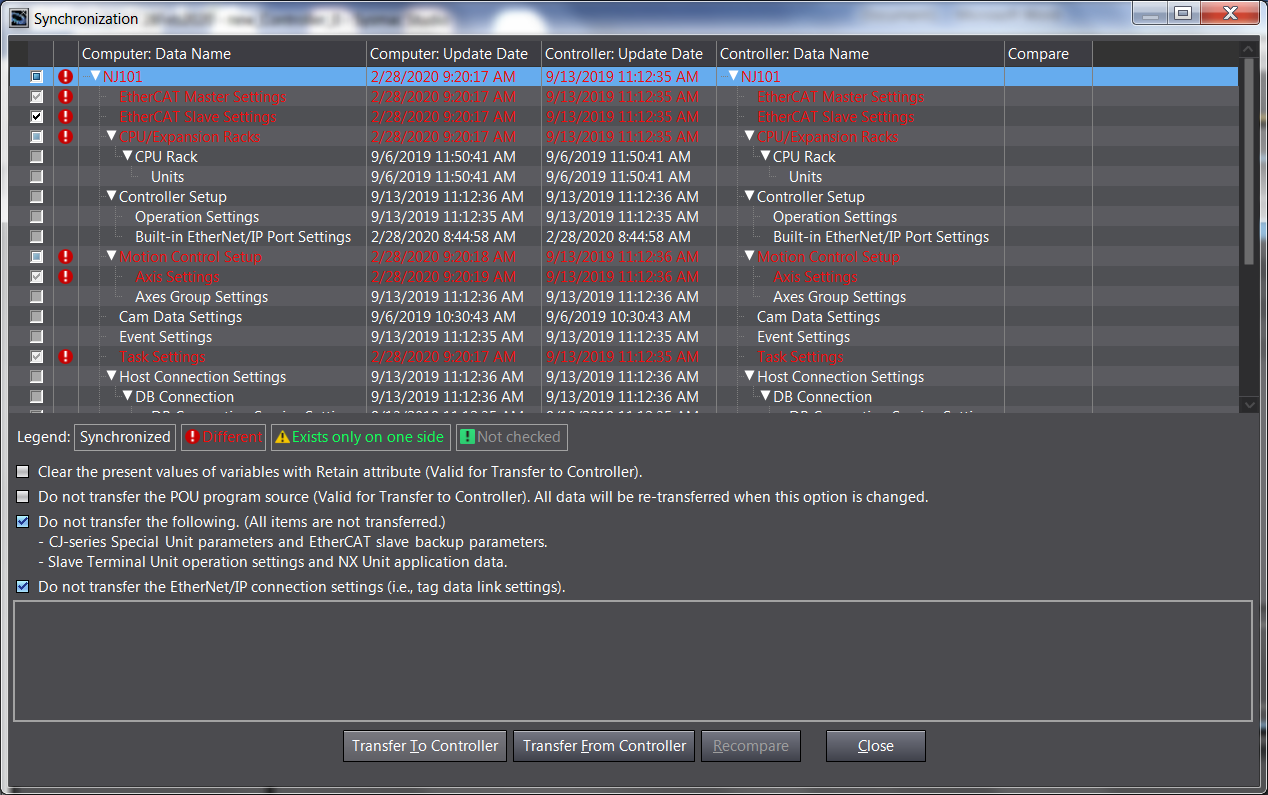 Synchronization
Computer: Data Name Computer: Update Date Controller: Update Date Controller: Data Name Compare
NJ101 2/28/2020 9:20:17 AM 9/13/2019 11:12:35 AM NJ101
EtherCAT Master Settings 2/28/2020 9:20:17 AM 9/13/2019 11:12:35 AM EtherCAT Master Settings
EtherCAT Slave Settings 2/28/2020 9:20:17 AM 9/13/2019 11:12:35 AM EtherCAT Slave Settings
CPU/Expansion Racks 2/28/2020 9:20:17 AM 9/13/2019 11:12:35 AM CPU/Expansion Racks
CPU Rack 9/6/2019 11:50:41 AM 9/6/2019 11:50:41 AM CPU Rack
Units 9/6/2019 11:50:41 AM 9/6/2019 11:50:41 AM Units
Controller Setup 9/13/2019 11:12:36 AM 9/13/2019 11:12:36 AM Controller Setup
Operation Settings 9/13/2019 11:12:35 AM 9/13/2019 11:12:35 AM Operation Settings
Built-in EtherNet/IP Port Settings 2/28/2020 8:44:58 AM 2/28/2020 8:44:58 AM Built-in EtherNet/IP Port Settings
Motion Control Setup 2/28/2020 9:20:18 AM 9/13/2019 11:12:36 AM Motion Control Setup
Axis Settings 2/28/2020 9:20:19 AM 9/13/2019 11:12:36 AM Axis Settings
Axes Group Settings 9/13/2019 11:12:36 AM 9/13/2019 11:12:36 AM Axes Group Settings
Cam Data Settings 9/6/2019 10:30:43 AM 9/6/2019 10:30:43 AM Cam Data Settings
Event Settings 9/13/2019 11:12:35 AM 9/13/2019 11:12:35 AM Event Settings
Task Settings 2/28/2020 9:20:17 AM 9/13/2019 11:12:35 AM Task Settings
Host Connection Settings 9/13/2019 11:12:36 AM 9/13/2019 11:12:36 AM Host Connection Settings
DB Connection 9/13/2019 11:12:36 AM 9/13/2019 11:12:36 AM DB Connection
Legend: Synchronized Different Exists only on one side Not checked
Clear the present values of variables with Retain attribute (Valid for Transfer to Controller).
Do not transfer the POU program source (Valid for Transfer to Controller). All data will be re-transferred when this option is changed.
Do not transfer the following. (All items are not transferred.)
- CJ-series Special Unit parameters and EtherCAT slave backup parameters.
- Slave Terminal Unit operation settings and NX Unit application data.
Do not transfer the EtherNet/IP connection settings (i.e., tag data link settings).
Transfer To Controller Transfer From Controller Recompare Close